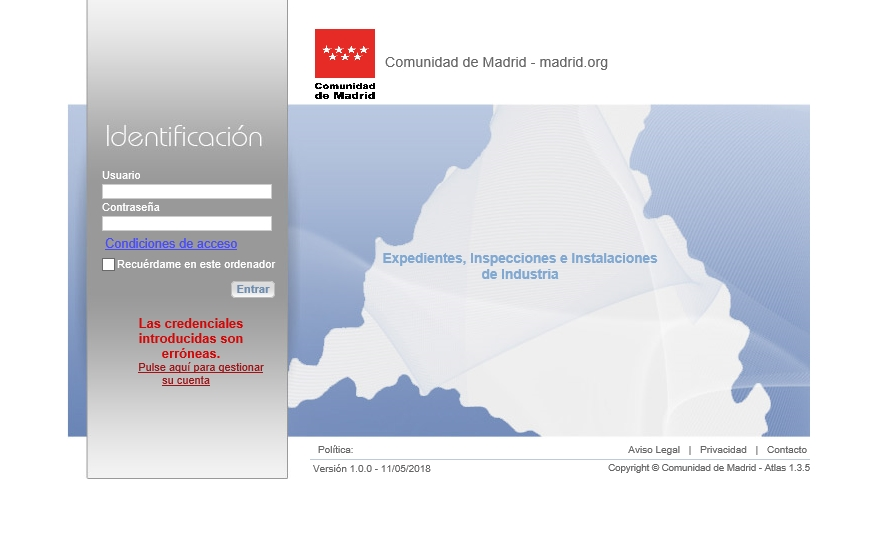 Comunidad
de Madrid
Comunidad de Madrid - madrid.org
Identificación
Usuario
Contraseña
Condiciones de acceso
Recuérdame en este ordenador
Entrar
Las credenciales
introducidas son
erróneas.
Pulse aquí para gestionar
su cuenta
Expedientes, Inspecciones e Instalaciones
de Industria
Política:
Aviso Legal | Privacidad | Contacto
Versión 1.0.0 - 11/05/2018
Copyright © Comunidad de Madrid - Atlas 1.3.5